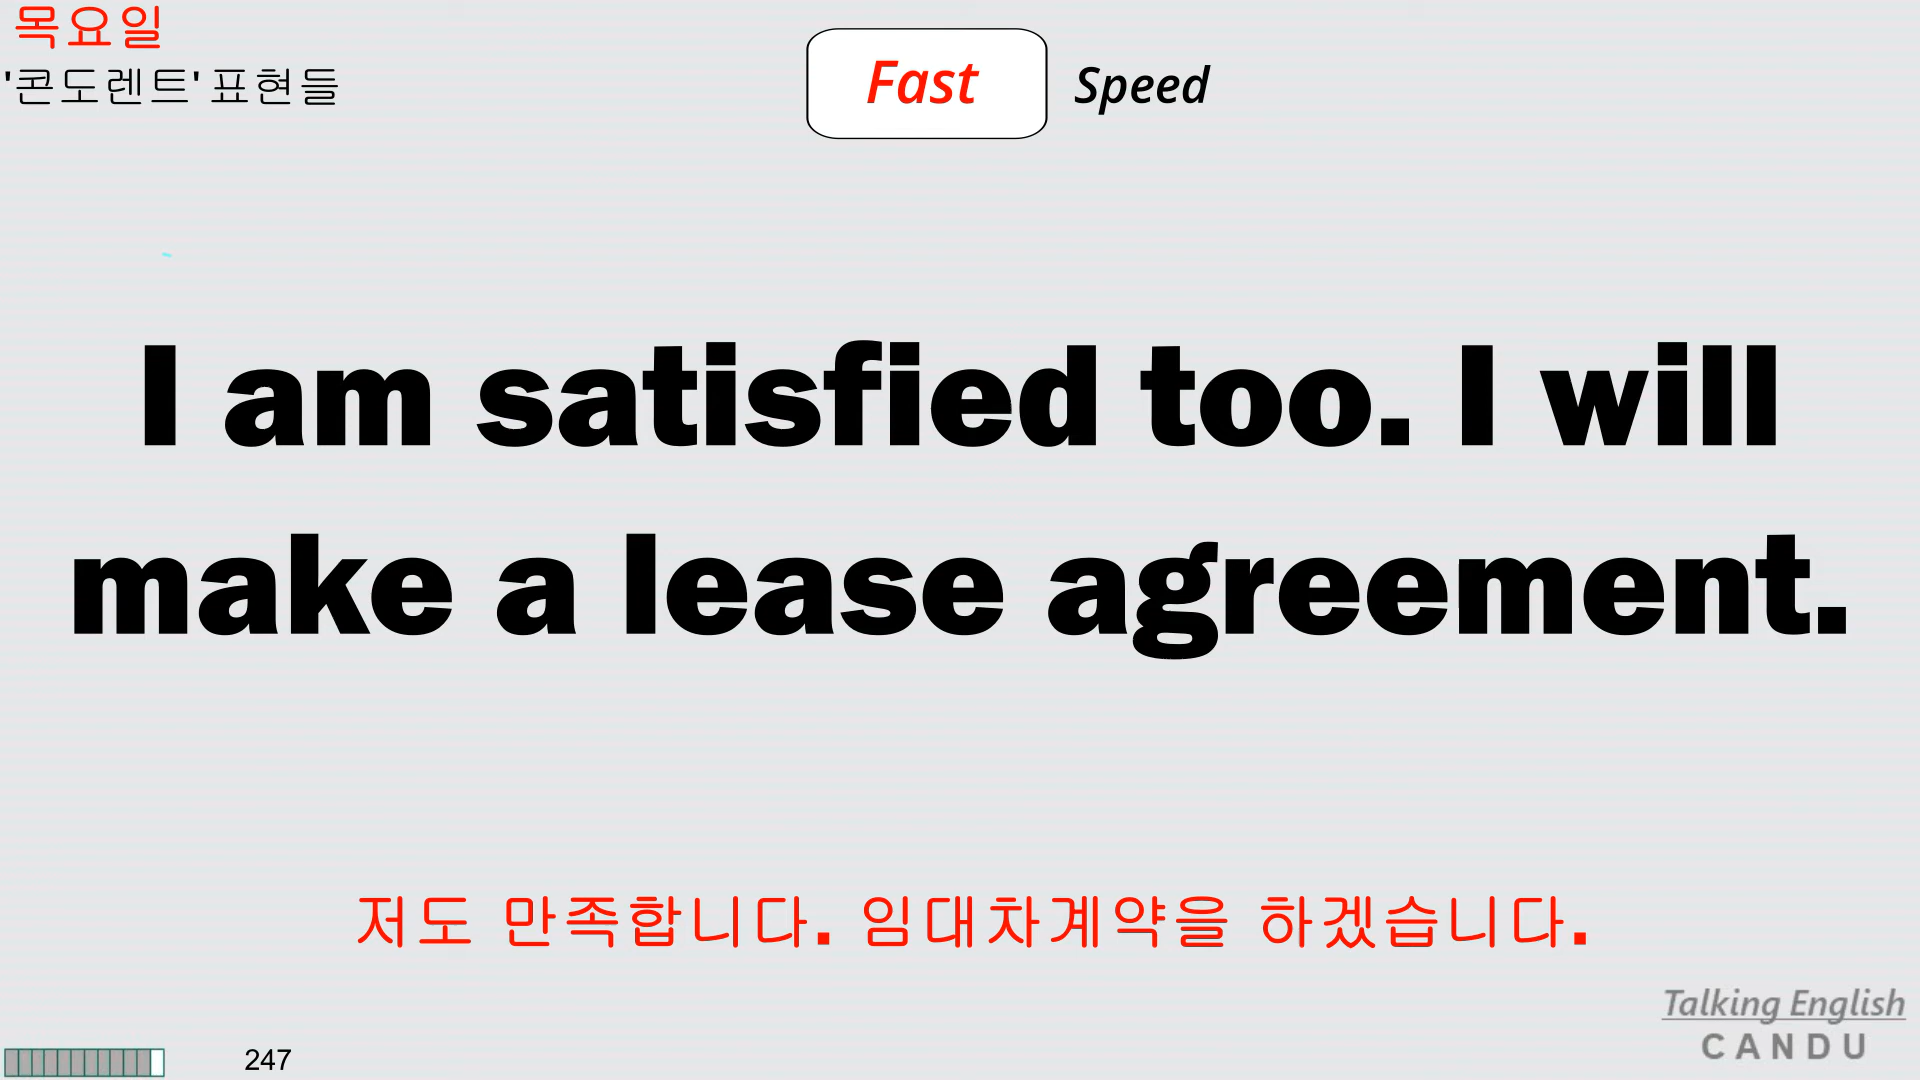 목요일
'콘도렌트' 표현들
Fast Speed
I am satisfied too. I will
make a lease agreement.
저도 만족합니다. 임대차계약을 하겠습니다.
Talking English
CANDU
247